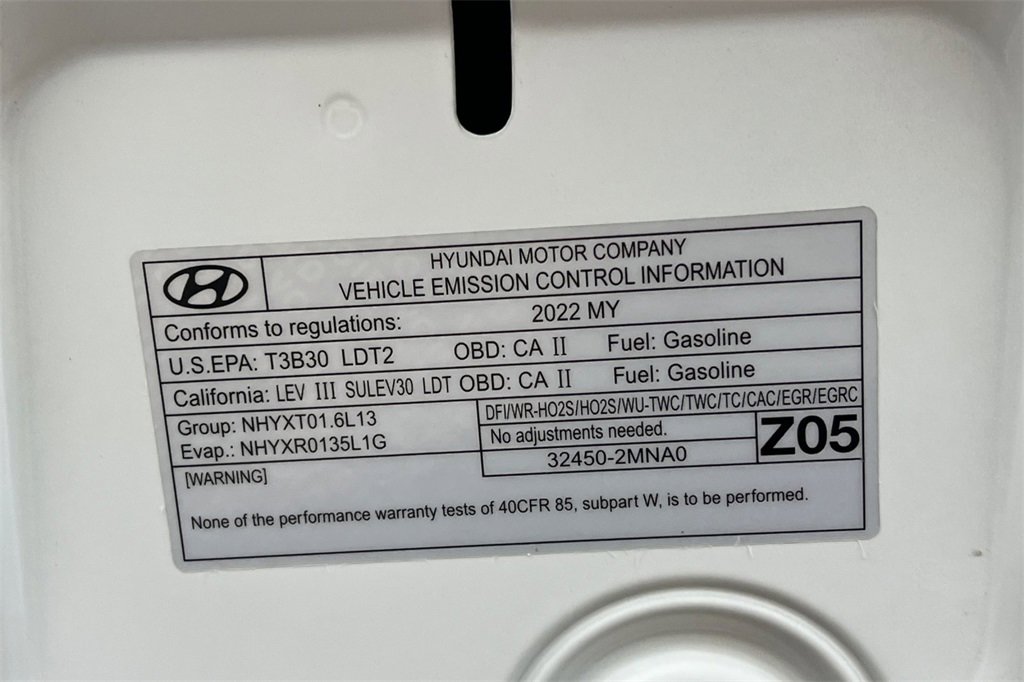 HYUNDAI MOTOR COMPANY
VEHICLE EMISSION CONTROL INFORMATION
Conforms to regulations: 2022 MY
U.S.EPA: T3B30 LDT2 OBD: CA II Fuel: Gasoline
California: LEV III SULEV30 LDT OBD: CA II Fuel: Gasoline
Group: NHYXT01.6L13
Evap.: NHYXR0135L1G
DFI/WR-HO2S/HO2S/WU-TWC/TWC/TC/CAC/EGR/EGRC
No adjustments needed.
32450-2MNA0
Z05
[WARNING]
None of the performance warranty tests of 40CFR 85, subpart W, is to be performed.